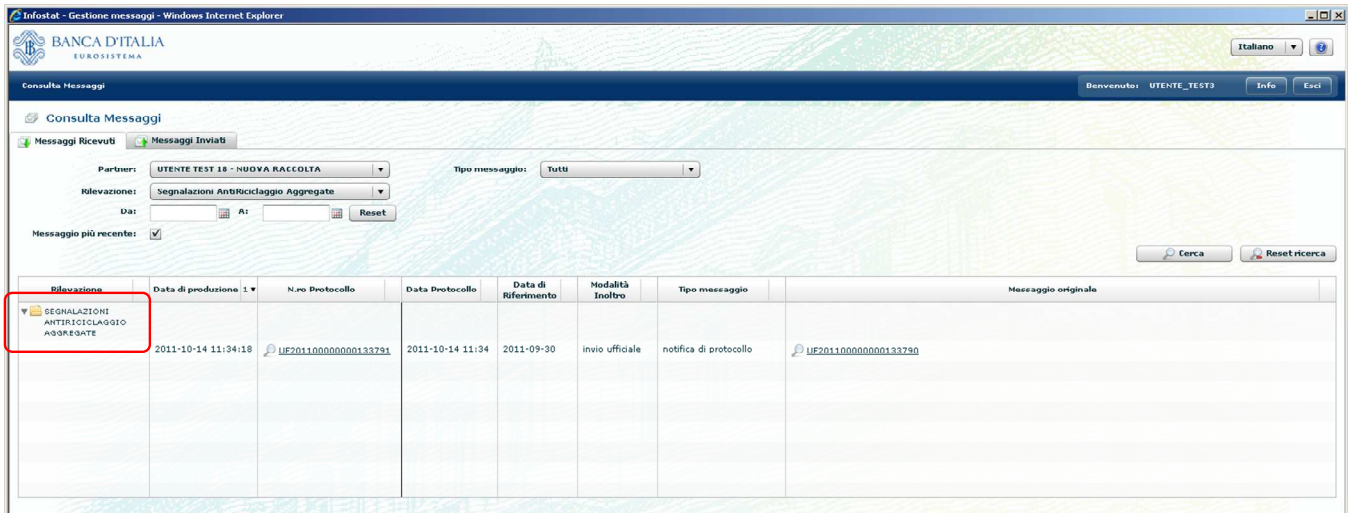 Infostat - Gestione messaggi - Windows Internet Explorer
BANCA D'ITALIA
EUROSISTEMA
Italiano
Consulta Messaggi
Benvenuto: UTENTE_TEST3 Info Esci
Consulta Messaggi
Messaggi Ricevuti Messaggi Inviati
Partner: UTENTE TEST 18 - NUOVA RACCOLTA Tipo messaggio: Tutti
Rilevazione: Segnalazioni AntiRiciclaggio Aggregate
Da: A: Reset
Messaggio più recente:
Cerca Reset ricerca
Rilevazione Data di produzione 1 N.ro Protocollo Data Protocollo Data di Riferimento Modalità Inoltro Tipo messaggio Messaggio originale
SEGNALAZIONI
ANTIRICICLAGGIO
AGGREGATE
2011-10-14 11:34:18 UF201100000000133791 2011-10-14 11:34 2011-09-30 invio ufficiale notifica di protocollo UF201100000000133790